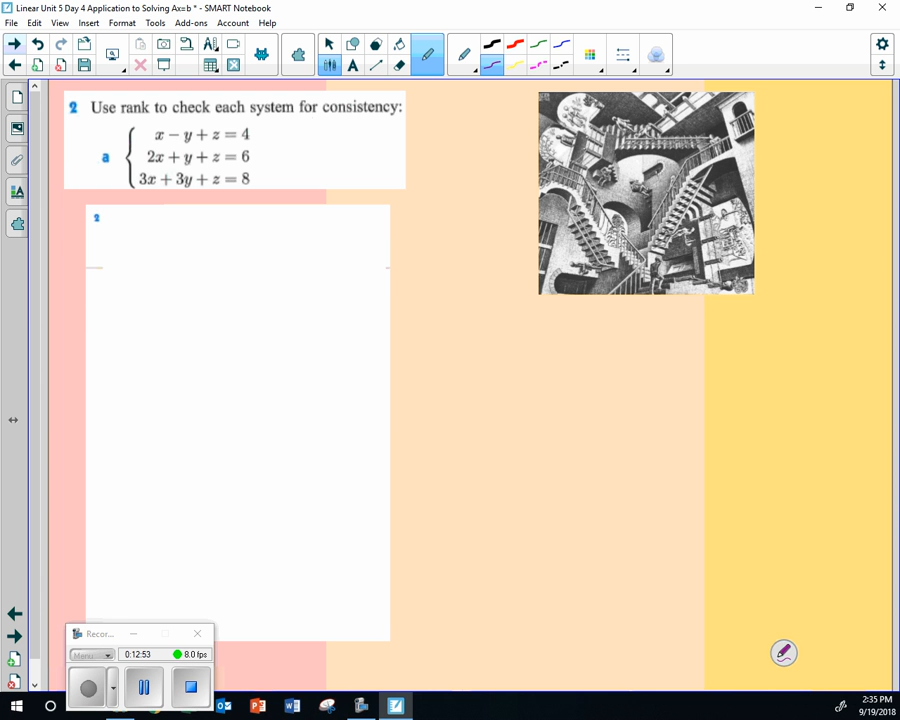 Linear Unit 5 Day 4 Application to Solving Ax=b * - SMART Notebook
File Edit View Insert Format Tools Add-ons Account Help
2 Use rank to check each system for consistency:
x − y + z = 4
a 2x + y + z = 6
3x + 3y + z = 8
2
Recor...
Menu 0:12:53 8.0 fps
2:35 PM
9/19/2018